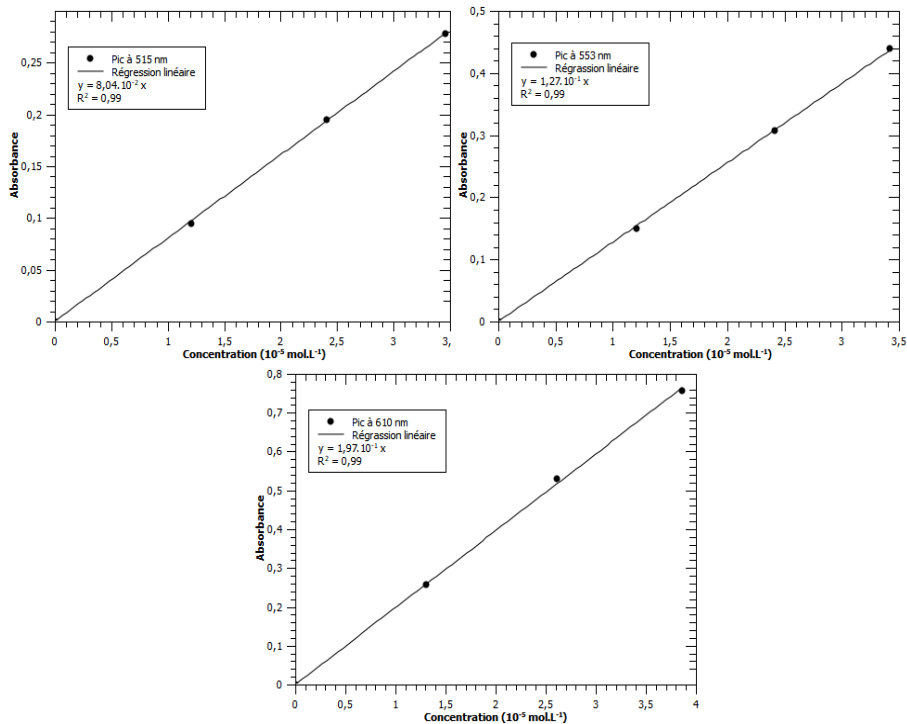 Absorbance
0,25
0,2
0,15
0,1
0,05
0
Pic à 515 nm
Régression linéaire
y = 8,04.10⁻² x
R² = 0,99
0
0,5
1
1,5
2
2,5
3
3,5
Concentration (10⁻⁵ mol.L⁻¹)
Absorbance
0,5
0,4
0,3
0,2
0,1
0
Pic à 553 nm
Régrassion linéaire
y = 1,27.10⁻¹ x
R² = 0,99
0
0,5
1
1,5
2
2,5
3
3,5
Concentration (10⁻⁵ mol.L⁻¹)
Absorbance
0,8
0,7
0,6
0,5
0,4
0,3
0,2
0,1
0
Pic à 610 nm
Régrassion linéaire
y = 1,97.10⁻¹ x
R² = 0,99
0
0,5
1
1,5
2
2,5
3
3,5
4
Concentration (10⁻⁵ mol.L⁻¹)